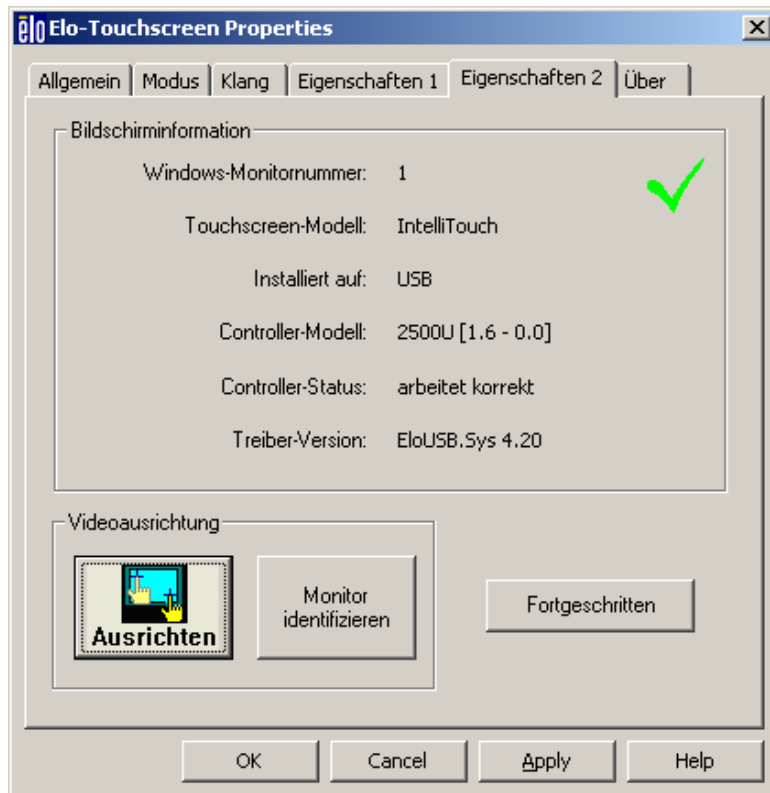 elo Elo-Touchscreen Properties
Allgemein Modus Klang Eigenschaften 1 Eigenschaften 2 Über
Bildschirminformation
Windows-Monitornummer: 1
Touchscreen-Modell: IntelliTouch
Installiert auf: USB
Controller-Modell: 2500U [1.6 - 0.0]
Controller-Status: arbeitet korrekt
Treiber-Version: EloUSB.Sys 4.20
Videoausrichtung
Ausrichten
Monitor
identifizieren
Fortgeschritten
OK Cancel Apply Help